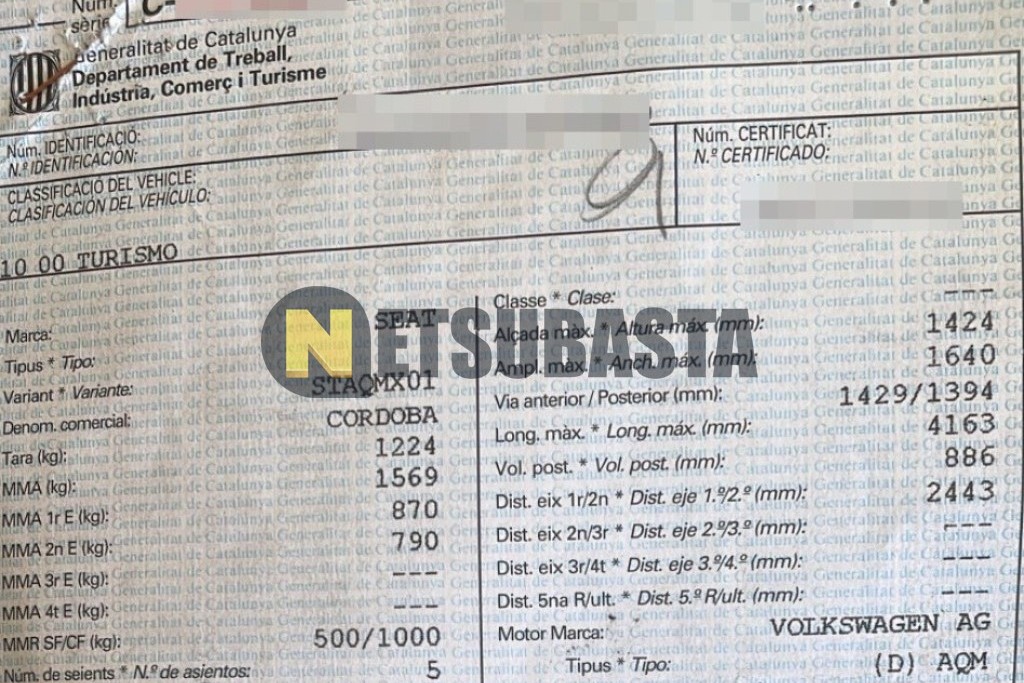 Núm.
sèrie C-
Generalitat de Catalunya
Departament de Treball,
Indústria, Comerç i Turisme
Núm. IDENTIFICACIÓ:
N.º IDENTIFICACIÓN:
Núm. CERTIFICAT:
N.º CERTIFICADO:
CLASSIFICACIÓ DEL VEHICLE:
CLASIFICACIÓN DEL VEHÍCULO:
9
10 00 TURISMO
NETSUBASTA
Marca: SEAT
Tipus * Tipo:
Variant * Variante: STAQMX01
Denom. comercial: CORDOBA
Tara (kg): 1224
MMA (kg): 1569
MMA 1r E (kg): 870
MMA 2n E (kg): 790
MMA 3r E (kg): ---
MMA 4t E (kg): ---
MMR SF/CF (kg): 500/1000
Núm. de seients * N.º de asientos: 5
Classe * Clase: ---
Alçada màx. * Altura máx. (mm): 1424
Ampl. màx. * Anch. máx. (mm): 1640
Via anterior / Posterior (mm): 1429/1394
Long. màx. * Long. máx. (mm): 4163
Vol. post. * Vol. post. (mm): 886
Dist. eix 1r/2n * Dist. eje 1.º/2.º (mm): 2443
Dist. eix 2n/3r * Dist. eje 2.º/3.º (mm): ---
Dist. eix 3r/4t * Dist. eje 3.º/4.º (mm): ---
Dist. 5na R/ult. * Dist. 5.ª R/ult. (mm): ---
Motor Marca: VOLKSWAGEN AG
Tipus * Tipo: (D) AQM